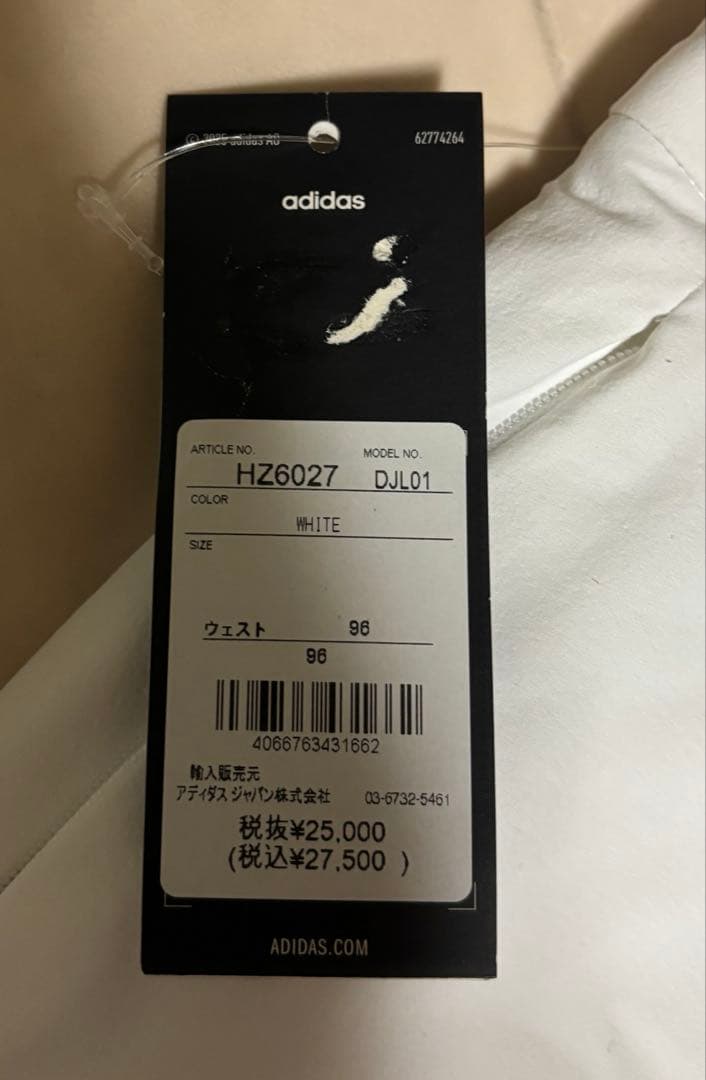 adidas AG 62774264
adidas
ARTICLE NO. MODEL NO.
HZ6027 DJL01
COLOR
WHITE
SIZE
ウェスト 96
96
4066763431662
輸入販売元
アディダス ジャパン株式会社 03-6732-5461
税抜¥25,000
(税込¥27,500 )
ADIDAS.COM